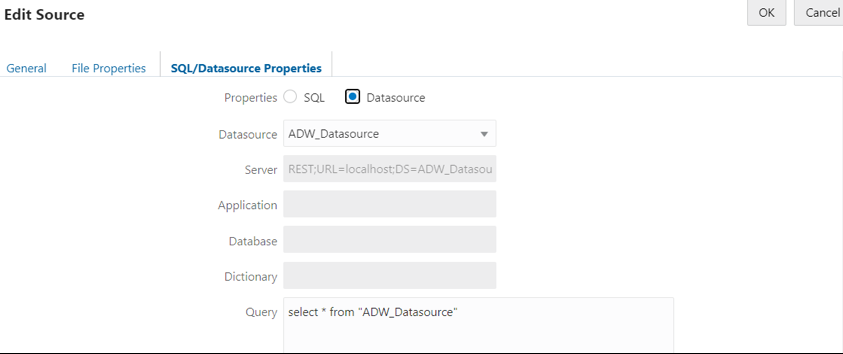 Edit Source
OK
Cancel
General
File Properties
SQL/Datasource Properties
Properties
SQL
Datasource
Datasource
ADW_Datasource
Server
REST;URL=localhost;DS=ADW_Datasou
Application
Database
Dictionary
Query
select * from "ADW_Datasource"